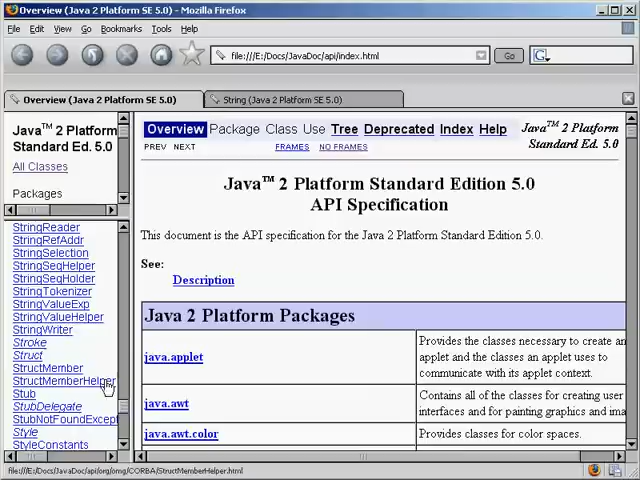 Overview (Java 2 Platform SE 5.0) - Mozilla Firefox
File Edit View Go Bookmarks Tools Help
file:///E:/Docs/JavaDoc/api/index.html
Go
G
Overview (Java 2 Platform SE 5.0)
String (Java 2 Platform SE 5.0)
Java™ 2 Platform
Standard Ed. 5.0
All Classes
Packages
StringReader
StringRefAddr
StringSelection
StringSeqHelper
StringSeqHolder
StringTokenizer
StringValueExp
StringValueHelper
StringWriter
Stroke
Struct
StructMember
StructMemberHelper
Stub
StubDelegate
StubNotFoundExcept
Style
StyleConstants
Overview Package Class Use Tree Deprecated Index Help
Java™ 2 Platform
Standard Ed. 5.0
PREV NEXT FRAMES NO FRAMES
Java™ 2 Platform Standard Edition 5.0
API Specification
This document is the API specification for the Java 2 Platform Standard Edition 5.0.
See:
Description
Java 2 Platform Packages
java.applet
Provides the classes necessary to create an
applet and the classes an applet uses to
communicate with its applet context.
java.awt
Contains all of the classes for creating user
interfaces and for painting graphics and ima
java.awt.color
Provides classes for color spaces.
file:///E:/Docs/JavaDoc/api/org/omg/CORBA/StructMemberHelper.html